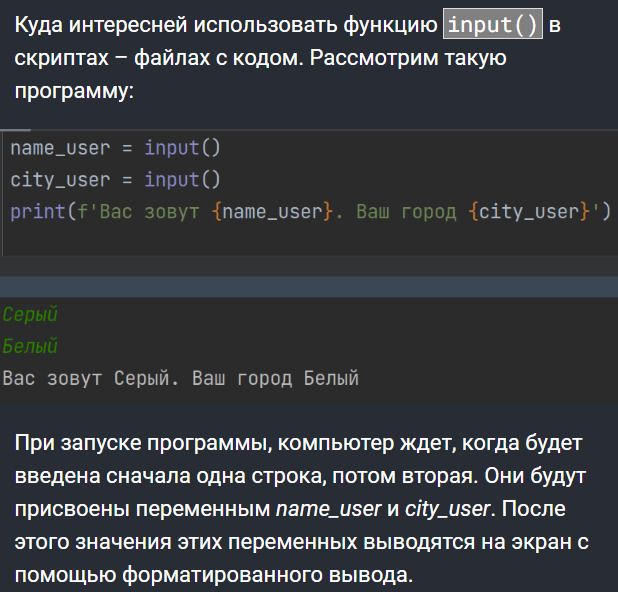 Куда интересней использовать функцию input() в
скриптах – файлах с кодом. Рассмотрим такую
программу:
name_user = input()
city_user = input()
print(f'Вас зовут {name_user}. Ваш город {city_user}')
Серый
Белый
Вас зовут Серый. Ваш город Белый
При запуске программы, компьютер ждет, когда будет
введена сначала одна строка, потом вторая. Они будут
присвоены переменным name_user и city_user. После
этого значения этих переменных выводятся на экран с
помощью форматированного вывода.